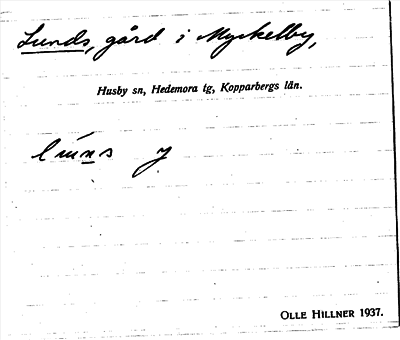 Lunds, gård i Myckelby,
Husby sn, Hedemora tg, Kopparbergs län.
OLLE HILLNER 1937.